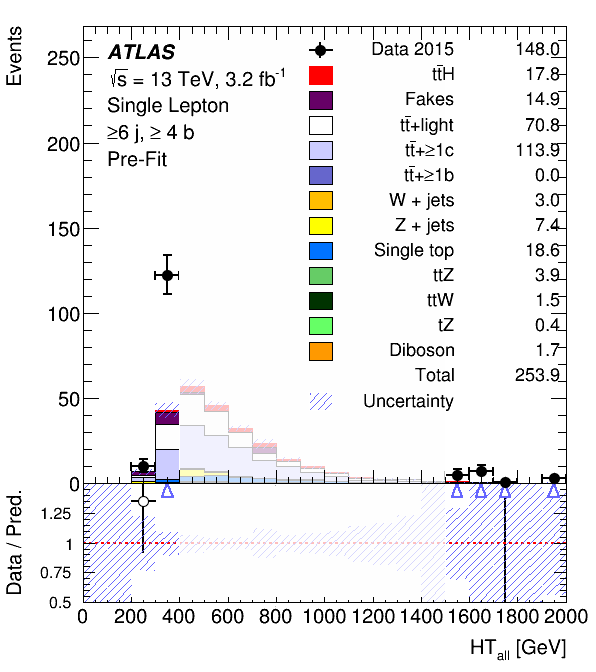 Events
250
200
150
100
50
0
ATLAS
√s = 13 TeV, 3.2 fb⁻¹
Single Lepton
≥6 j, ≥ 4 b
Pre-Fit
Data 2015 148.0
tt̄H 17.8
Fakes 14.9
tt̄+light 70.8
tt̄+≥1c 113.9
tt̄+≥1b 0.0
W + jets 3.0
Z + jets 7.4
Single top 18.6
ttZ 3.9
ttW 1.5
tZ 0.4
Diboson 1.7
Total 253.9
Uncertainty
Data / Pred.
1.25
1
0.75
0.5
0 200 400 600 800 1000 1200 1400 1600 1800 2000
HT_all [GeV]